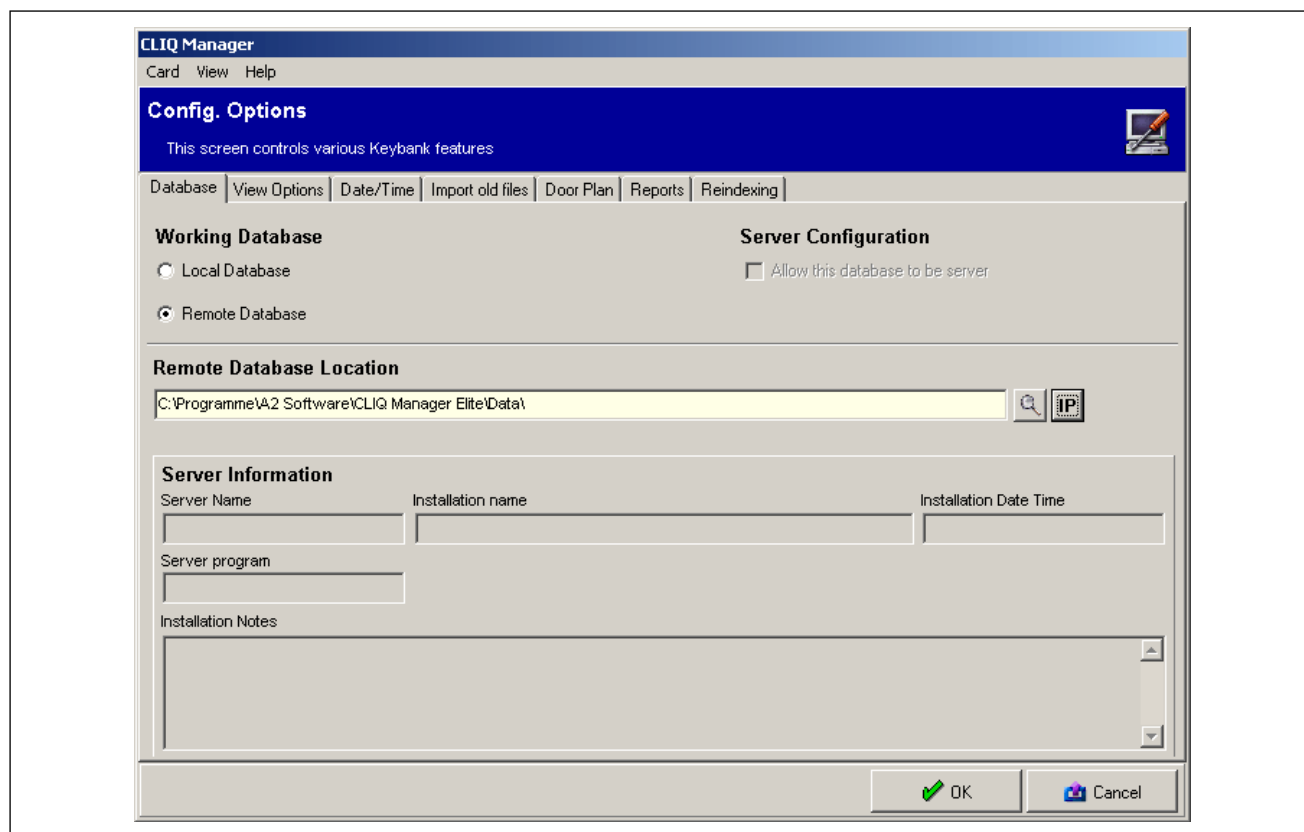 CLIQ Manager
Card View Help
Config. Options
This screen controls various Keybank features
Database View Options Date/Time Import old files Door Plan Reports Reindexing
Working Database Server Configuration
Local Database Allow this database to be server
Remote Database
Remote Database Location
C:\Programme\A2 Software\CLIQ Manager Elite\Data\ IP
Server Information
Server Name Installation name Installation Date Time
Server program
Installation Notes
OK Cancel